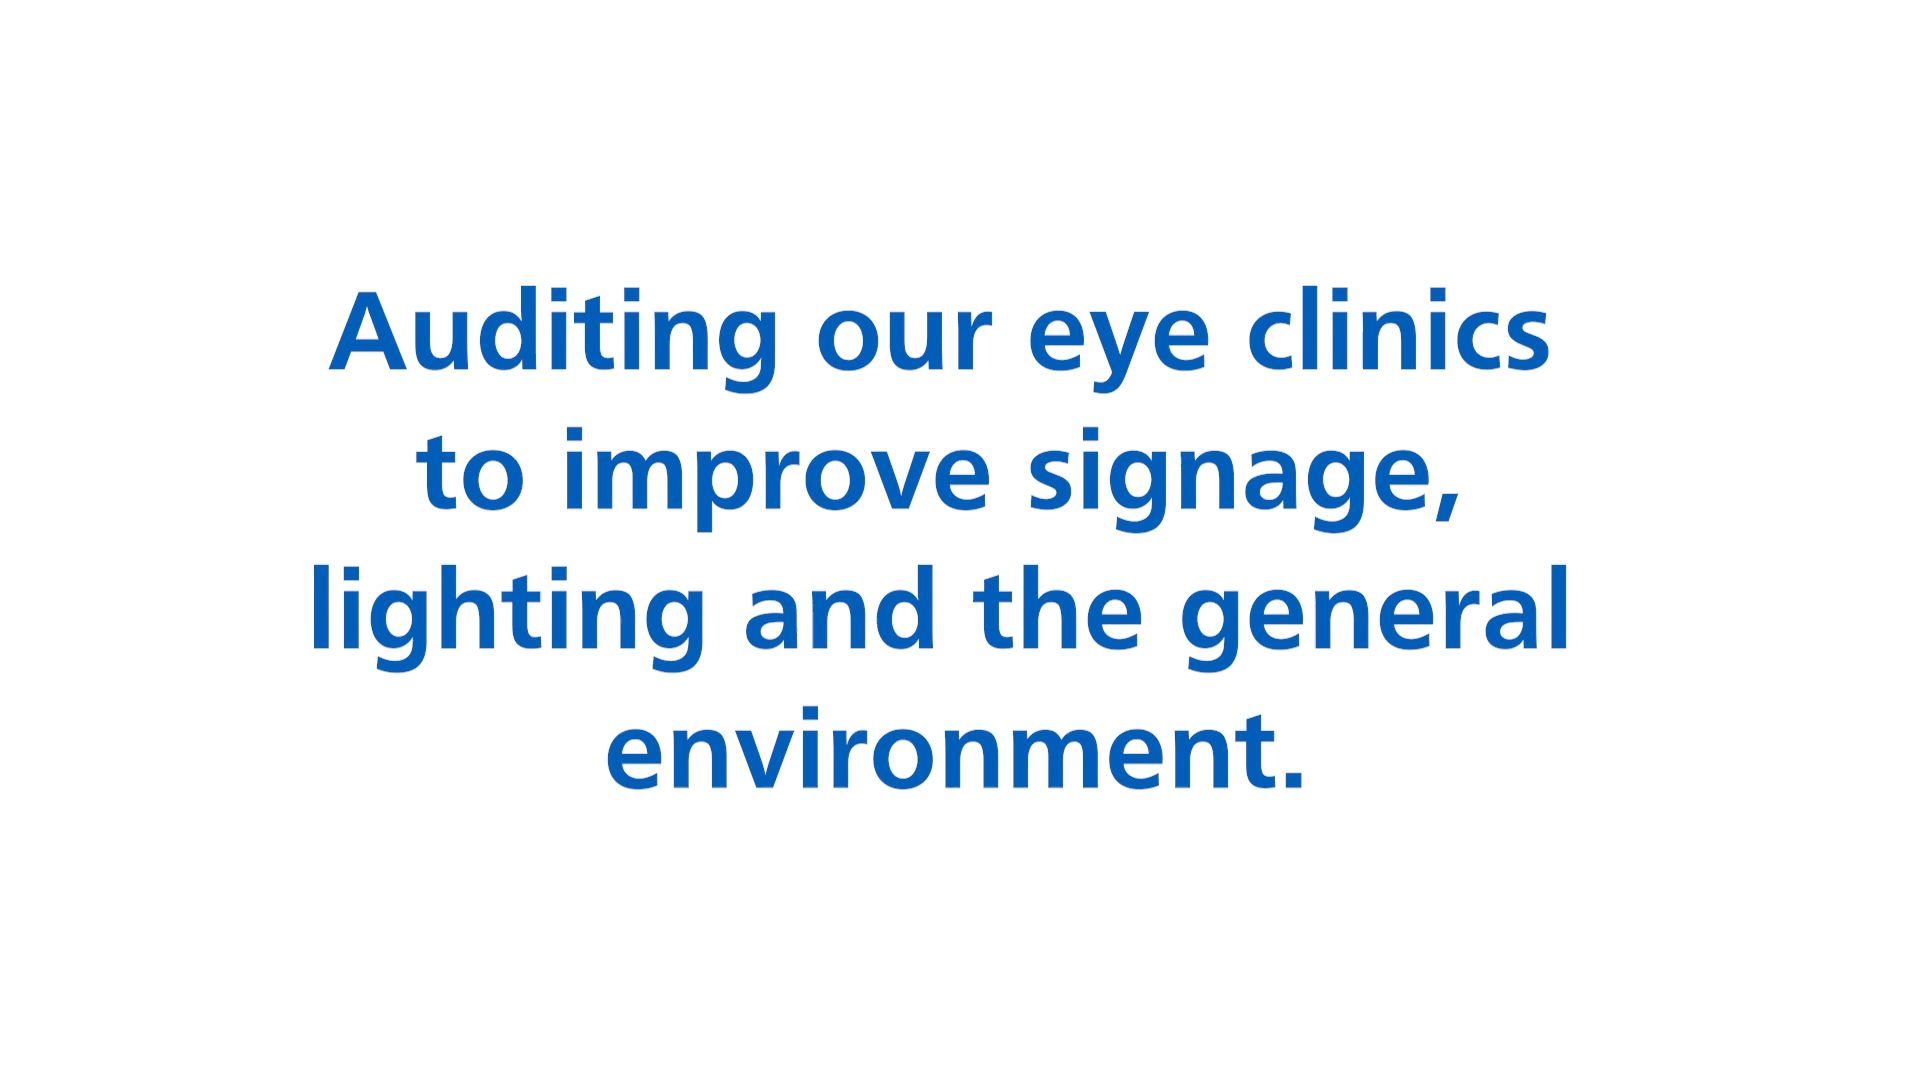 Auditing our eye clinics
to improve signage,
lighting and the general
environment.